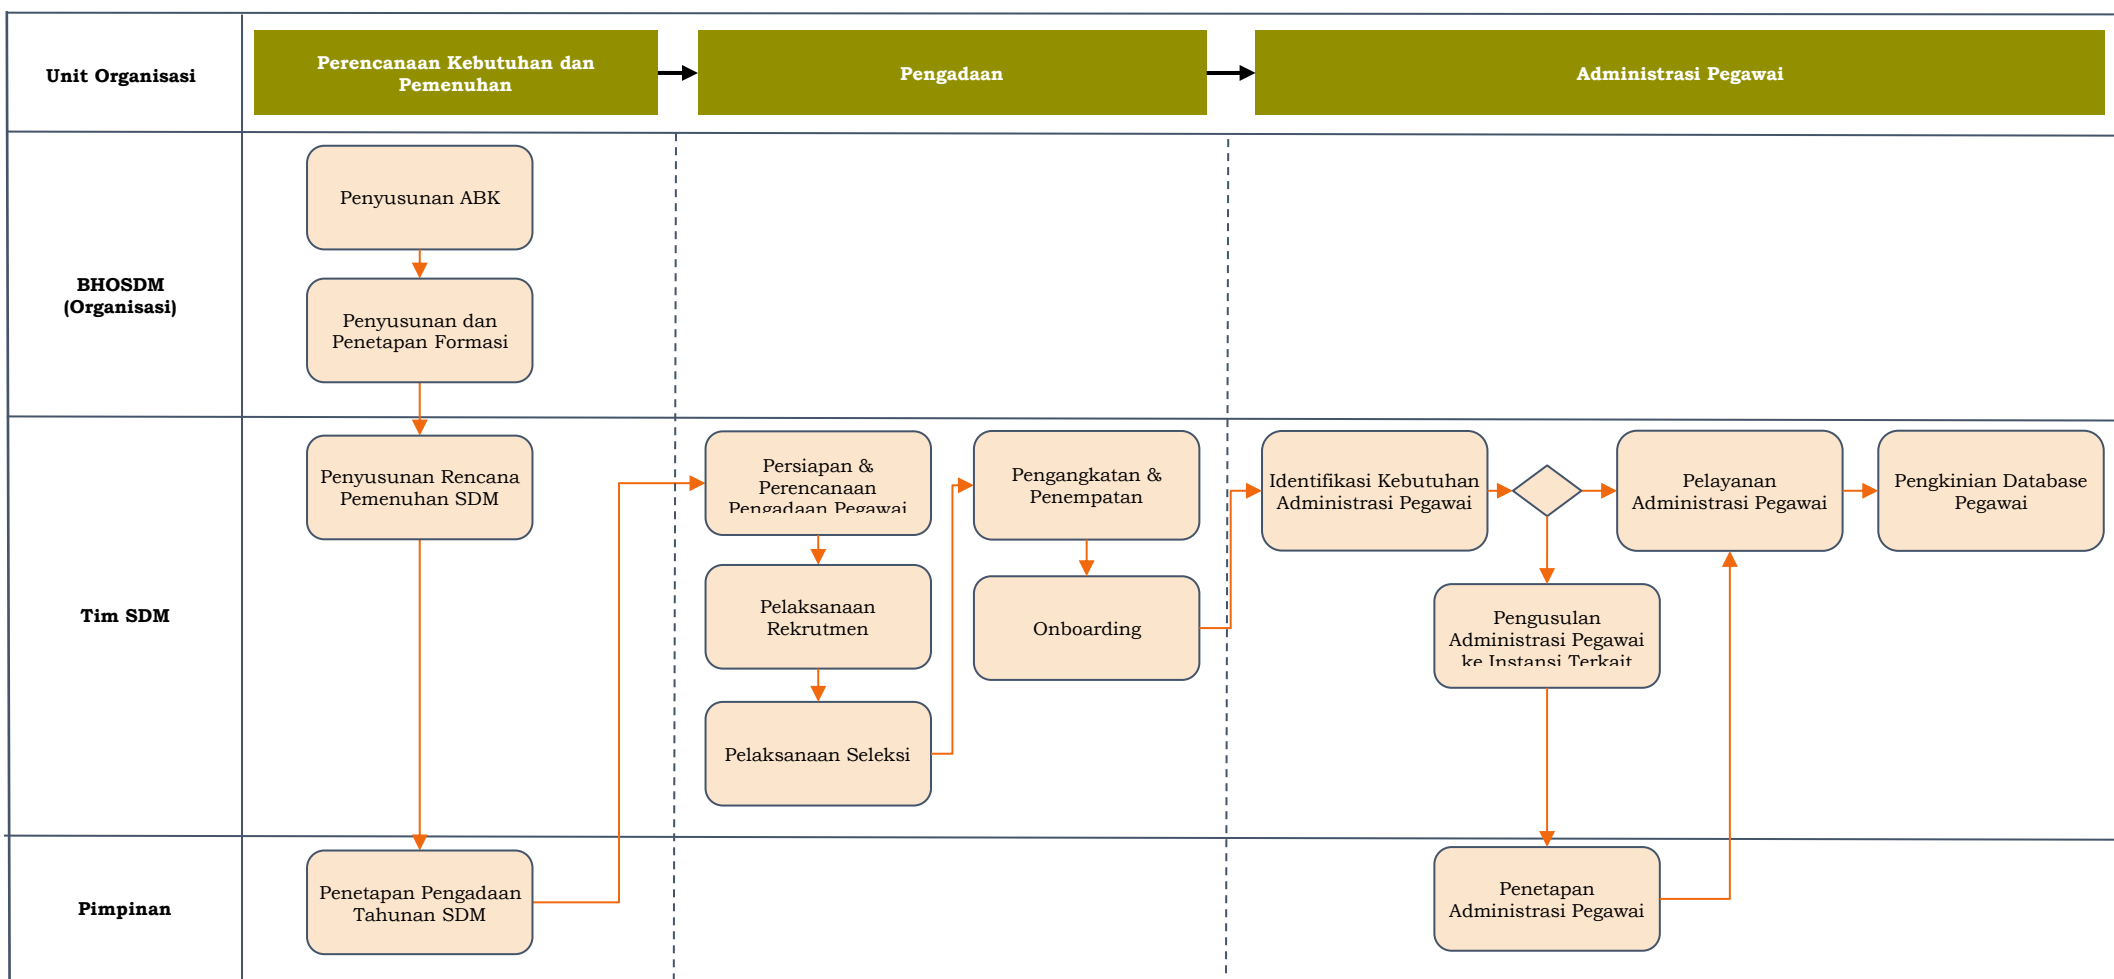 Unit Organisasi
Perencanaan Kebutuhan dan
Pemenuhan
Pengadaan
Administrasi Pegawai
BHOSDM
(Organisasi)
Penyusunan ABK
Penyusunan dan
Penetapan Formasi
Tim SDM
Penyusunan Rencana
Pemenuhan SDM
Persiapan &
Perencanaan
Pengadaan Pegawai
Pelaksanaan
Rekrutmen
Pelaksanaan Seleksi
Pengangkatan &
Penempatan
Onboarding
Identifikasi Kebutuhan
Administrasi Pegawai
Pengusulan
Administrasi Pegawai
ke Instansi Terkait
Pelayanan
Administrasi Pegawai
Pengkinian Database
Pegawai
Pimpinan
Penetapan Pengadaan
Tahunan SDM
Penetapan
Administrasi Pegawai